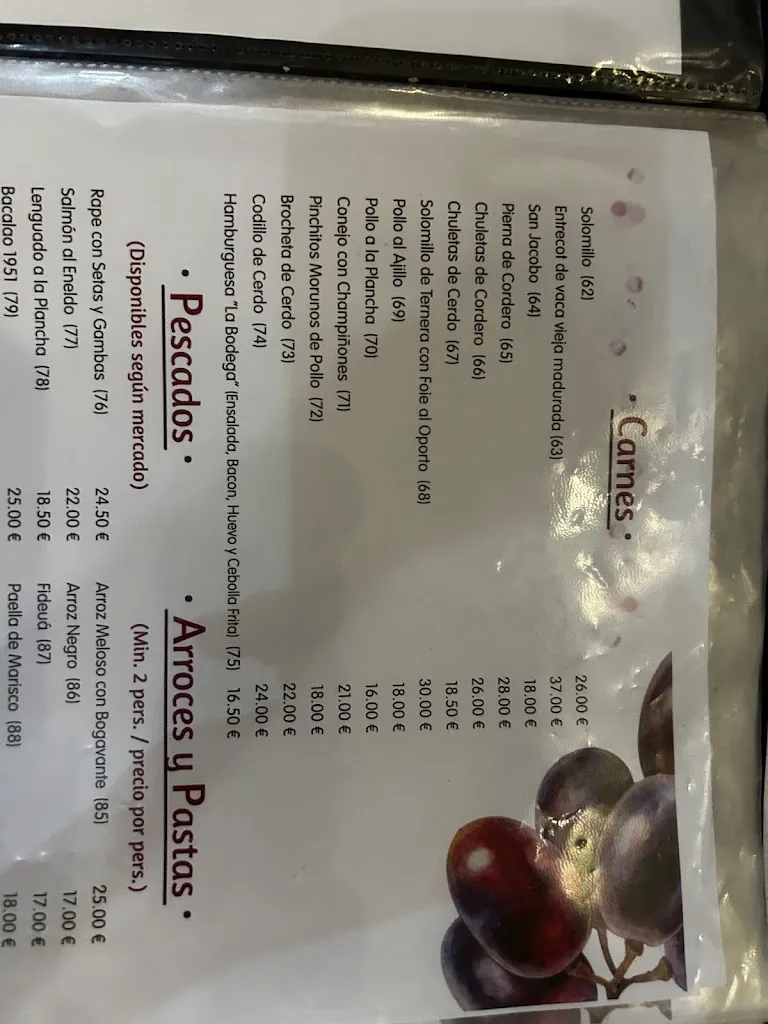 • Carnes •
Solomillo (62) 26.00 €
Entrecot de vaca vieja madurada (63) 37.00 €
San Jacobo (64) 18.00 €
Pierna de Cordero (65) 28.00 €
Chuletas de Cordero (66) 26.00 €
Chuletas de Cerdo (67) 18.50 €
Solomillo de Ternera con Foie al Oporto (68) 30.00 €
Pollo al Ajillo (69) 18.00 €
Pollo a la Plancha (70) 16.00 €
Conejo con Champiñones (71) 21.00 €
Pinchitos Morunos de Pollo (72) 18.00 €
Brocheta de Cerdo (73) 22.00 €
Codillo de Cerdo (74) 24.00 €
Hamburguesa "La Bodega" (Ensalada, Bacon, Huevo y Cebolla Frita) (75) 16.50 €
• Pescados •
(Disponibles según mercado)
Rape con Setas y Gambas (76) 24.50 €
Salmón al Eneldo (77) 22.00 €
Lenguado a la Plancha (78) 18.50 €
Bacalao 1951 (79) 25.00 €
• Arroces y Pastas •
(Min. 2 pers. / precio por pers.)
Arroz Meloso con Bogavante (85) 25.00 €
Arroz Negro (86) 17.00 €
Fideuá (87) 17.00 €
Paella de Marisco (88) 18.00 €